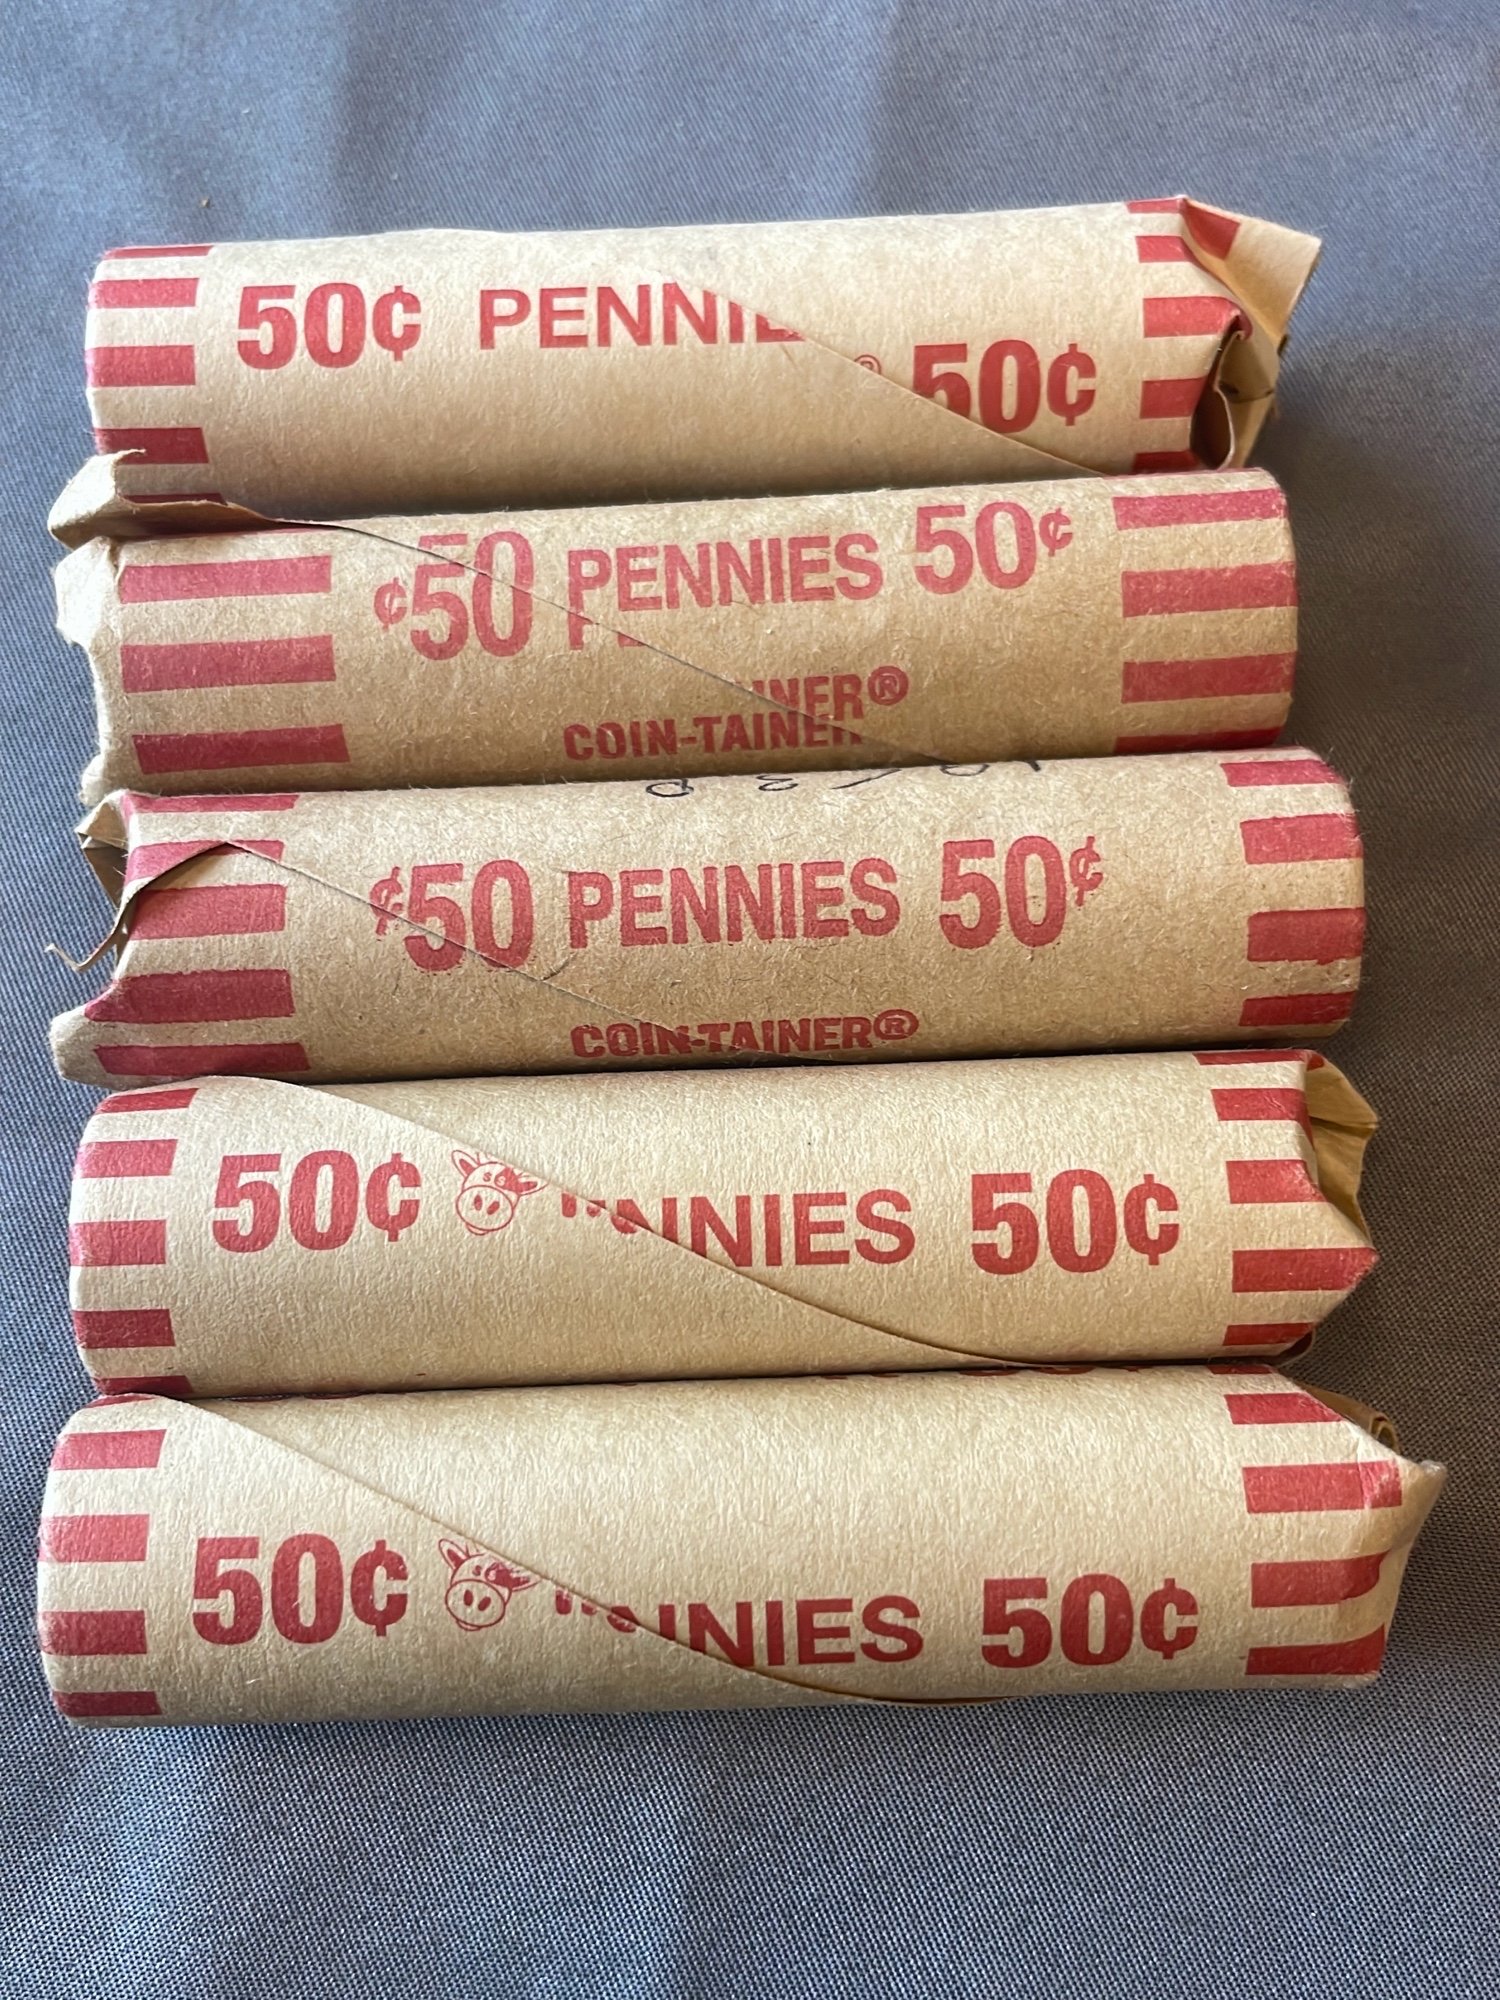 50¢ PENNIE ® 50¢
¢50 PENNIES 50¢
COIN-TAINER®
¢50 PENNIES 50¢
COIN-TAINER®
50¢ NNIES 50¢
50¢ NNIES 50¢